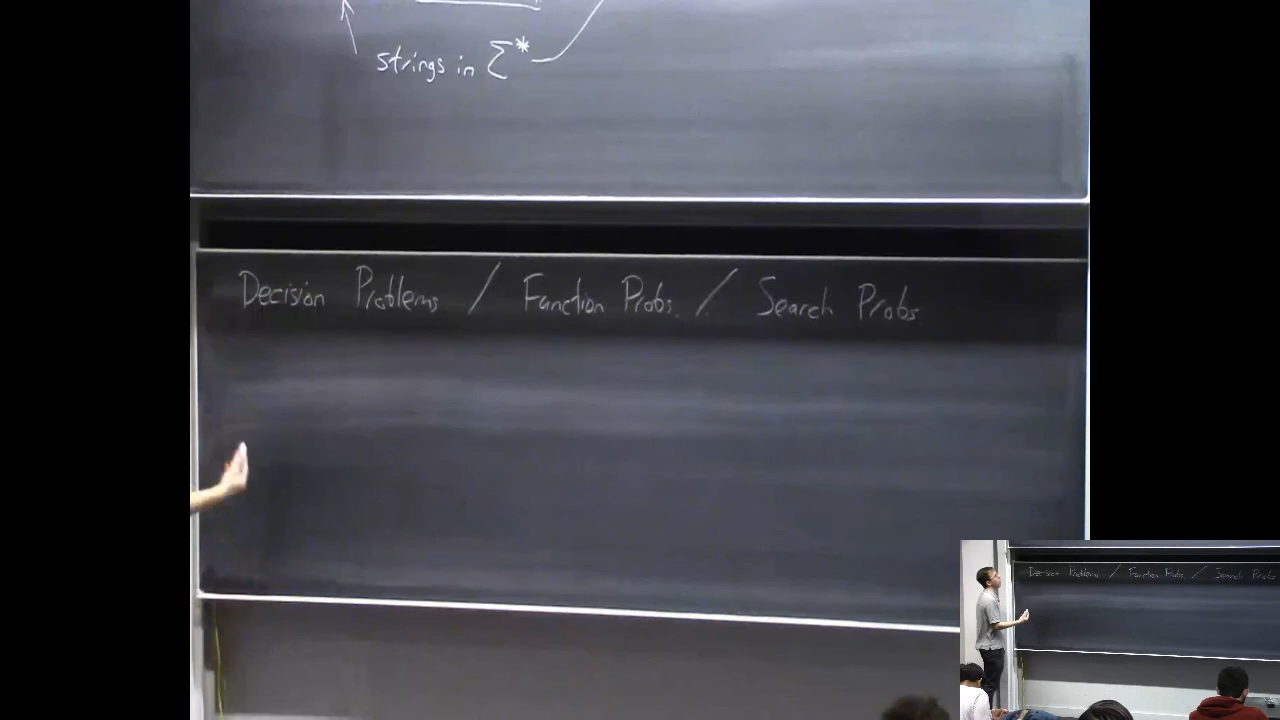 strings in Σ*
Decision Problems / Function Probs. / Search Probs